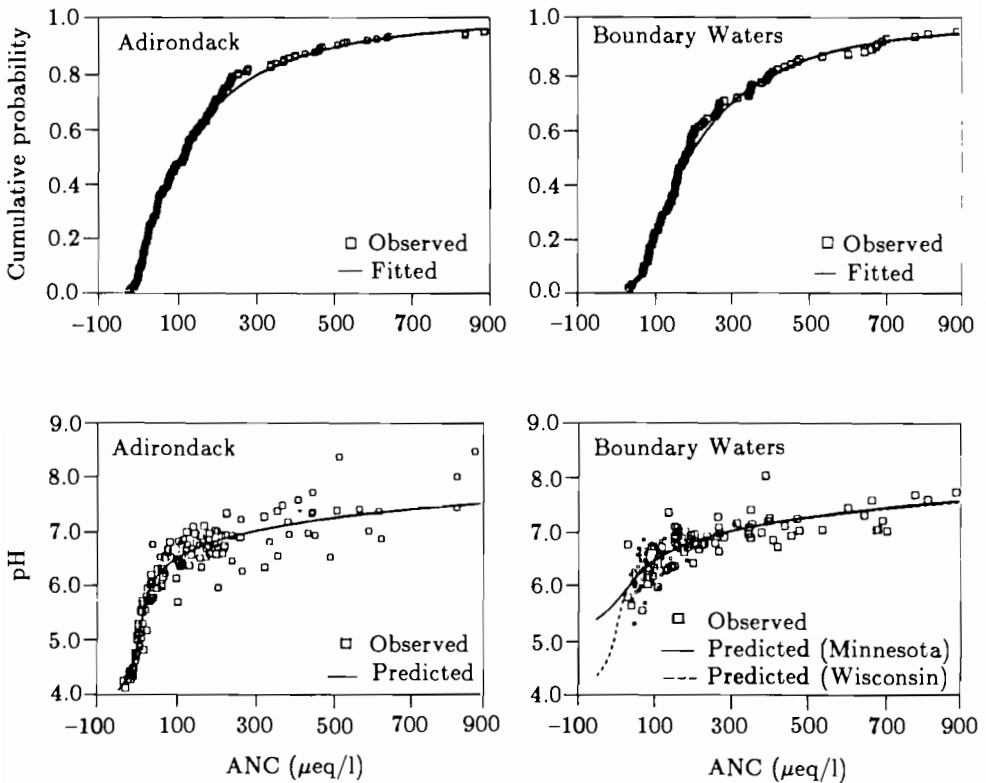 Adirondack
Cumulative probability
1.0
0.8
0.6
0.4
0.2
0.0
□ Observed
— Fitted
−100 100 300 500 700 900
Boundary Waters
1.0
0.8
0.6
0.4
0.2
0.0
□ Observed
— Fitted
−100 100 300 500 700 900
Adirondack
pH
9.0
8.0
7.0
6.0
5.0
4.0
□ Observed
— Predicted
−100 100 300 500 700 900
ANC (μeq/l)
Boundary Waters
9.0
8.0
7.0
6.0
5.0
4.0
□ Observed
— Predicted (Minnesota)
--- Predicted (Wisconsin)
−100 100 300 500 700 900
ANC (μeq/l)